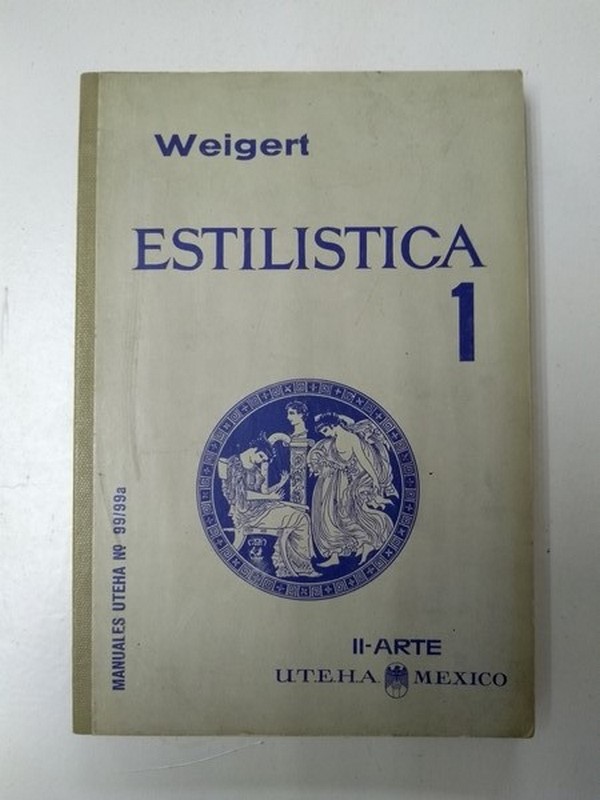 Weigert
ESTILISTICA
1
MANUALES UTEHA Nº 99/99a
II-ARTE
U.T.E.H.A. MEXICO